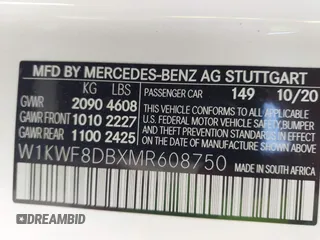 MFD BY MERCEDES-BENZ AG STUTTGART
KG LBS
PASSENGER CAR 149 10/20
GVWR 2090 4608
GAWR FRONT 1010 2227
GAWR REAR 1100 2425
THIS VEHICLE CONFORMS TO ALL APPLICABLE U.S. FEDERAL MOTOR VEHICLE SAFETY, BUMPER, AND THEFT PREVENTION STANDARDS IN EFFECT ON THE DATE OF MANUFACTURE SHOWN ABOVE.
W1KWF8DBXMR608750
MADE IN SOUTH AFRICA
DREAMBID